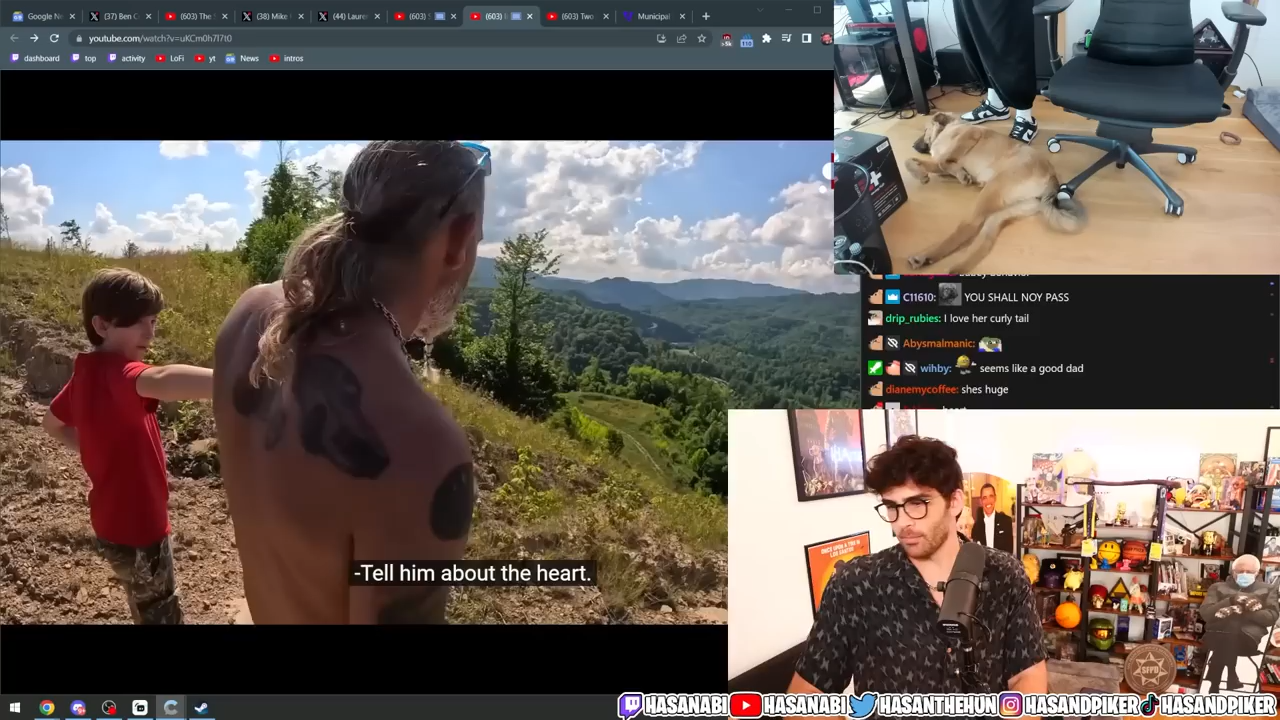 Google Ne
(37) Ben C
(603) The
(38) Mike
(44) Laure
(603) S
(603)
(603) Two
Municipal
youtube.com/watch?v=uKCm0h7l7t0
dashboard
top
activity
LoFi
yt
News
intros
C11610: YOU SHALL NOY PASS
drip_rubies: I love her curly tail
Abysmalmanic:
wihby: seems like a good dad
dianemycoffee: shes huge
-Tell him about the heart.
HASANABI HASANABI HASANTHEHUN HASANDPIKER HASANDPIKER